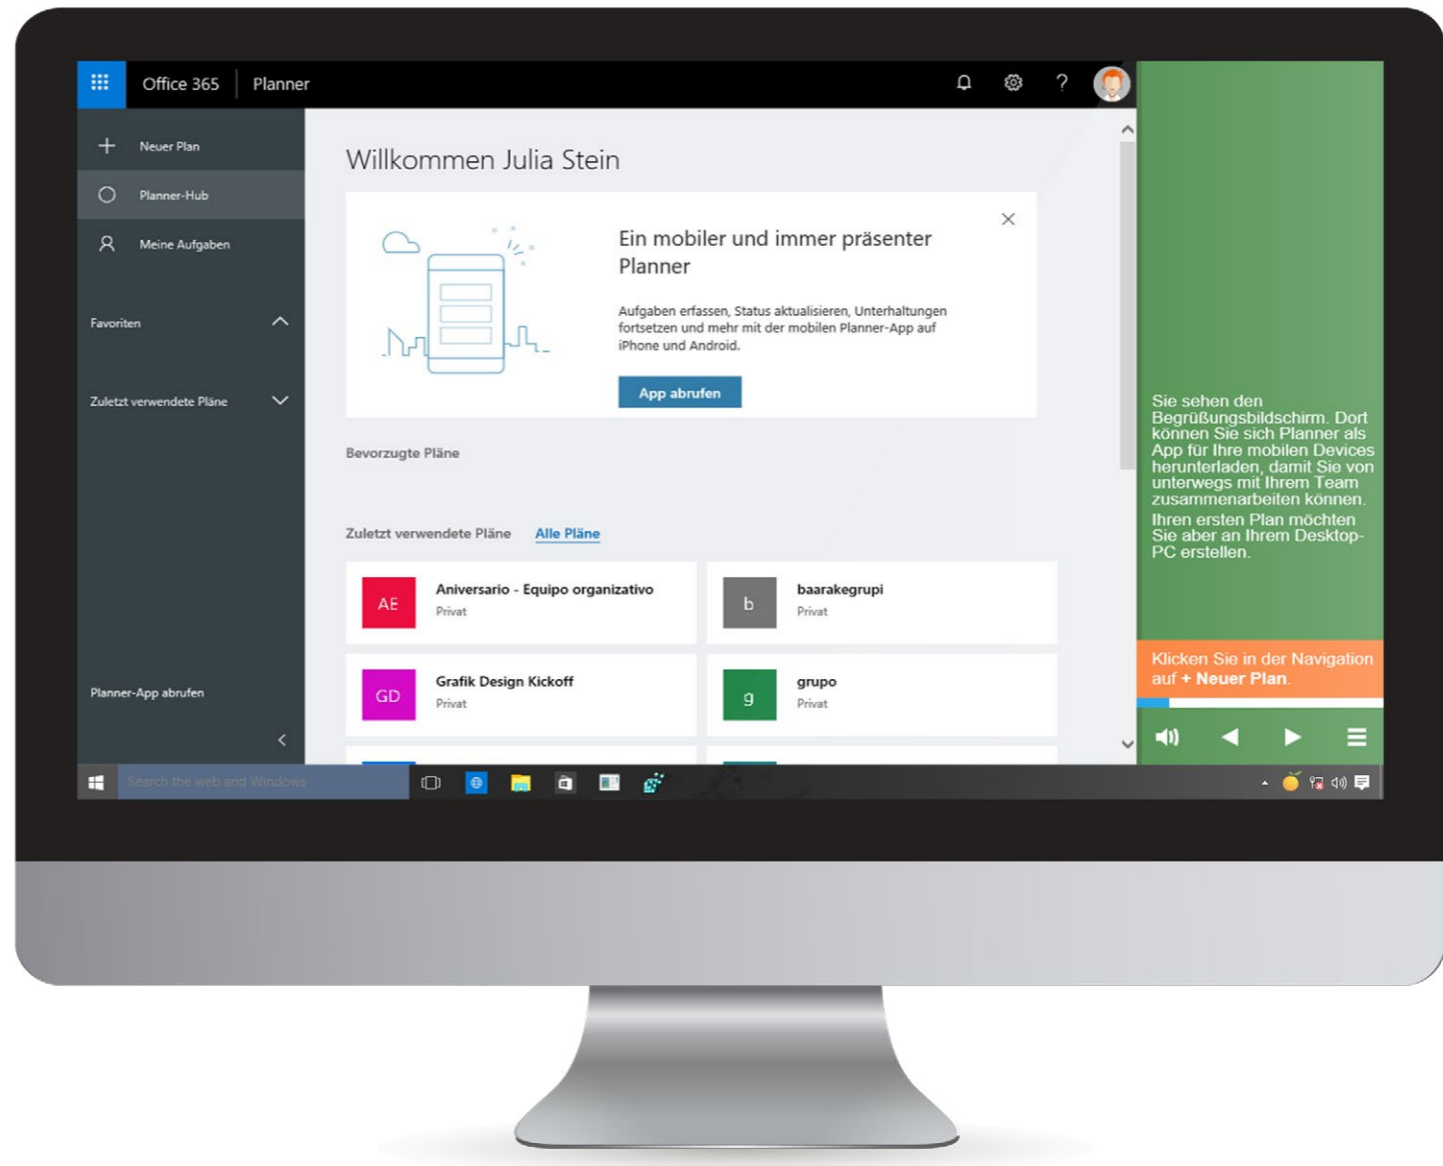 Office 365 Planner
Neuer Plan
Planner-Hub
Meine Aufgaben
Favoriten
Zuletzt verwendete Pläne
Planner-App abrufen
Willkommen Julia Stein
Ein mobiler und immer präsenter
Planner
Aufgaben erfassen, Status aktualisieren, Unterhaltungen
fortsetzen und mehr mit der mobilen Planner-App auf
iPhone und Android.
App abrufen
Bevorzugte Pläne
Zuletzt verwendete Pläne Alle Pläne
AE
Aniversario - Equipo organizativo
Privat
b
baarakegrupi
Privat
GD
Grafik Design Kickoff
Privat
g
grupo
Privat
Sie sehen den
Begrüßungsbildschirm. Dort
können Sie sich Planner als
App für Ihre mobilen Devices
herunterladen, damit Sie von
unterwegs mit Ihrem Team
zusammenarbeiten können.
Ihren ersten Plan möchten
Sie aber an Ihrem Desktop-
PC erstellen.
Klicken Sie in der Navigation
auf + Neuer Plan.
Search the web and Windows